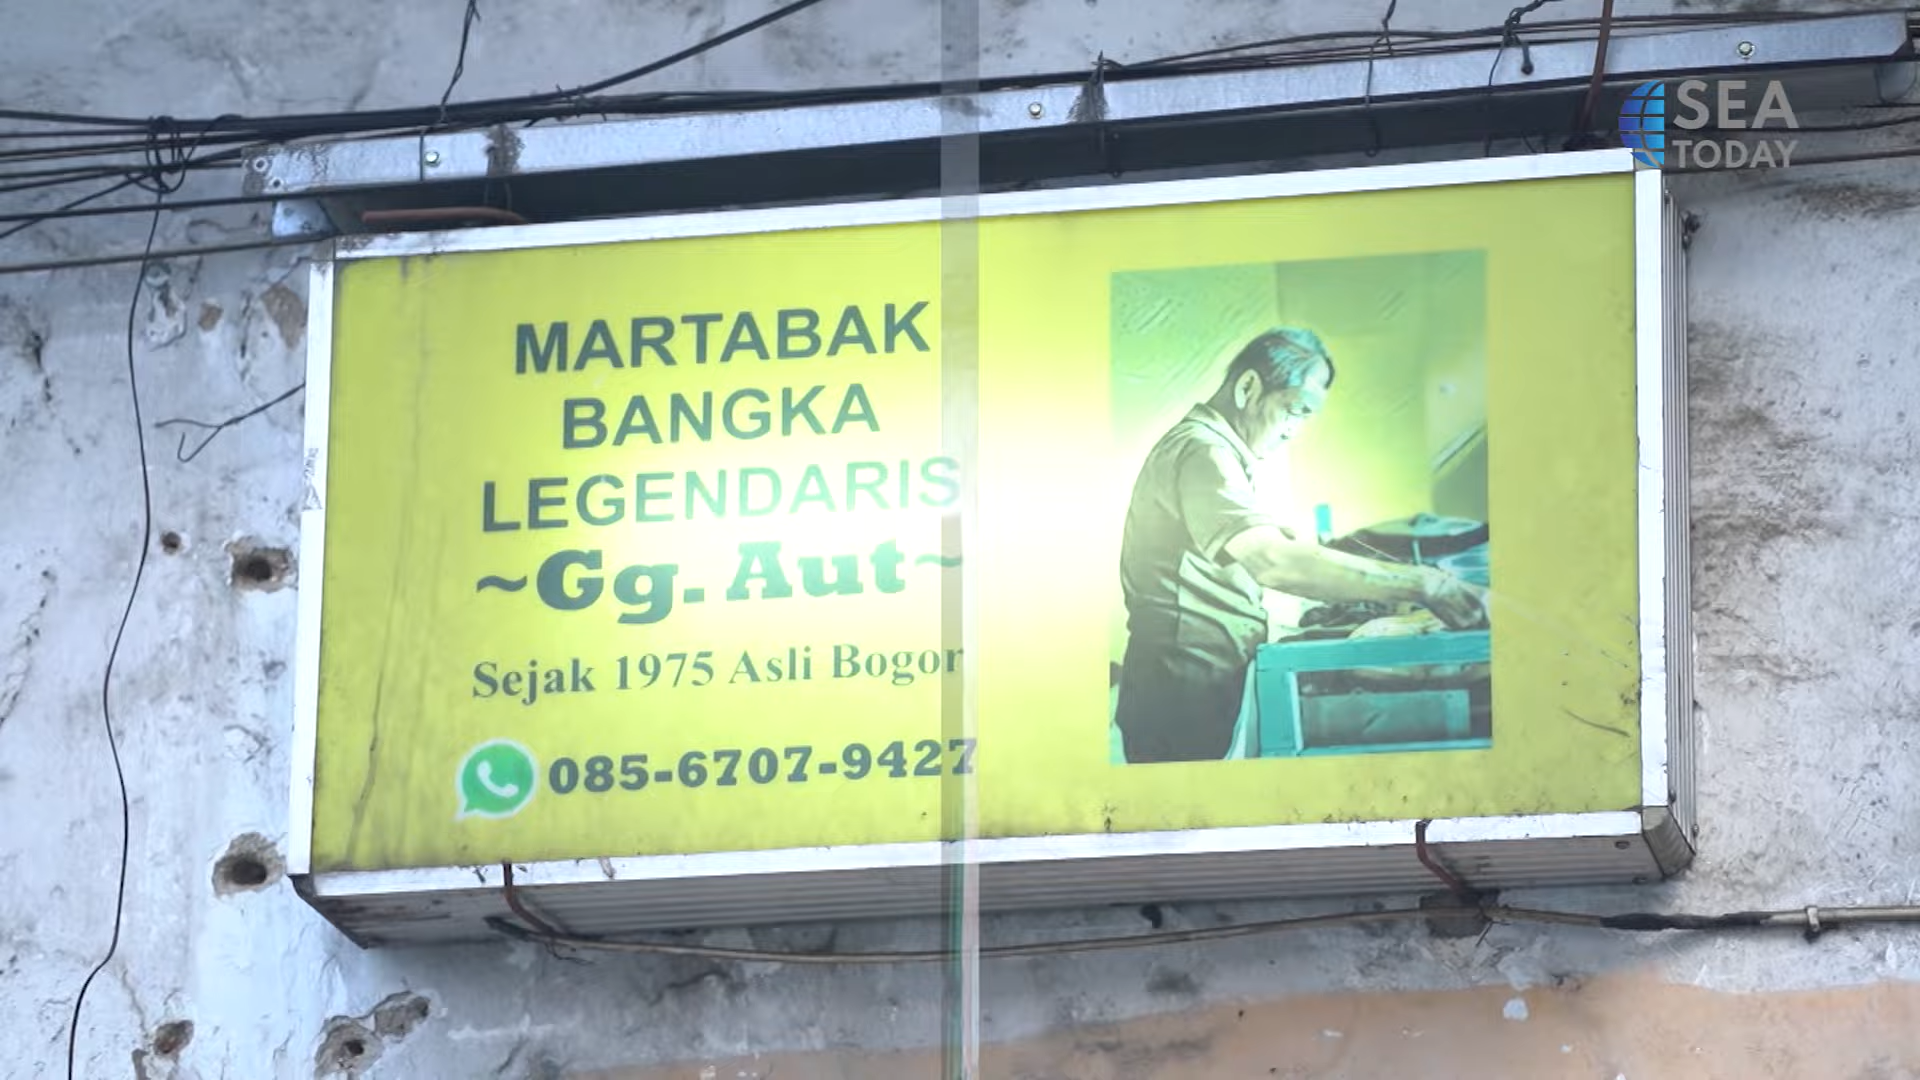 SEA
TODAY
MARTABAK
BANGKA
LEGENDARIS
~Gg. Aut~
Sejak 1975 Asli Bogor
085-6707-9427